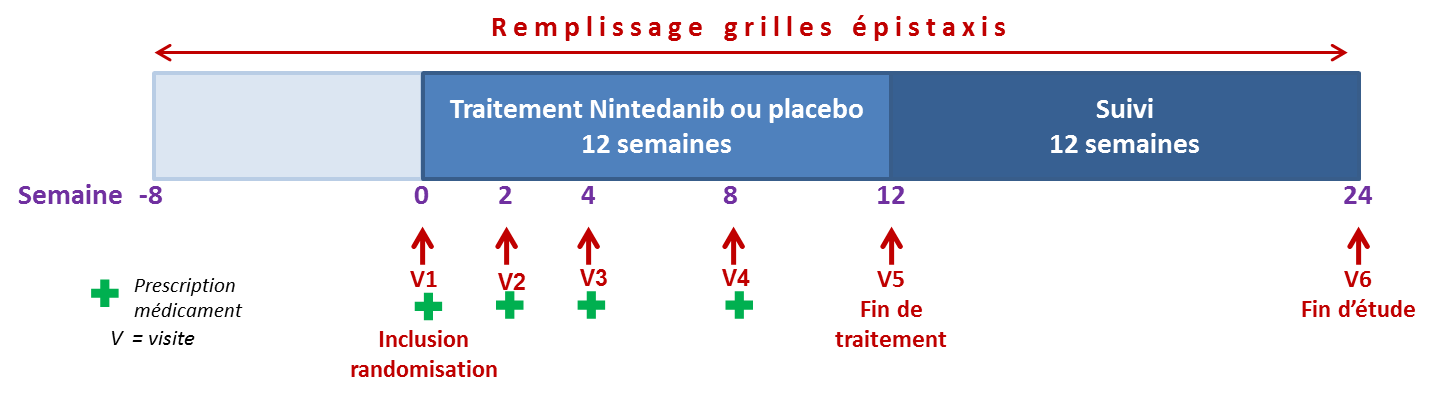 Remplissage grilles épistaxis
Traitement Nintedanib ou placebo
12 semaines
Suivi
12 semaines
Semaine -8 0 2 4 8 12 24
V1 V2 V3 V4 V5 V6
Prescription
médicament
V = visite
Inclusion
randomisation
Fin de
traitement
Fin d'étude